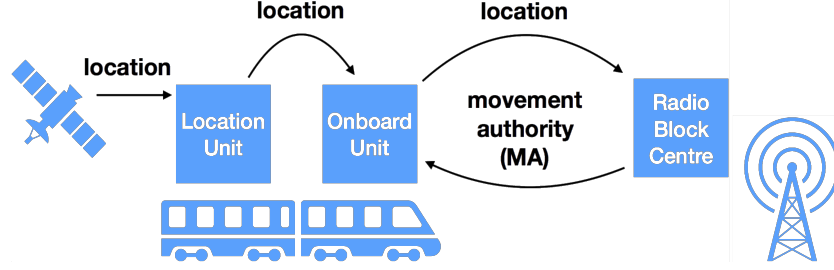 location
location
location
Location
Unit
Onboard
Unit
movement
authority
(MA)
Radio
Block
Centre